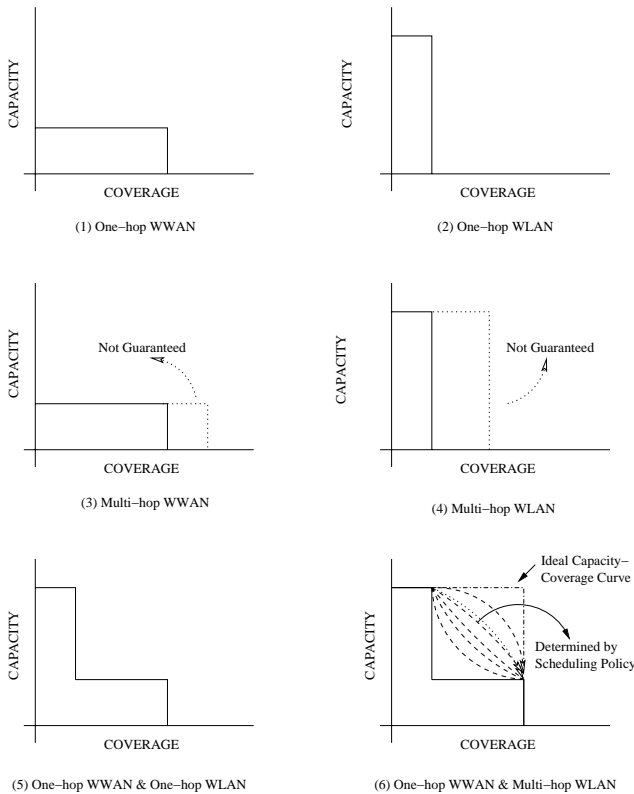 CAPACITY
COVERAGE
(1) One−hop WWAN
CAPACITY
COVERAGE
(2) One−hop WLAN
CAPACITY
Not Guaranteed
COVERAGE
(3) Multi−hop WWAN
CAPACITY
Not Guaranteed
COVERAGE
(4) Multi−hop WLAN
CAPACITY
COVERAGE
(5) One−hop WWAN & One−hop WLAN
CAPACITY
Ideal Capacity−
Coverage Curve
Determined by
Scheduling Policy
COVERAGE
(6) One−hop WWAN & Multi−hop WLAN